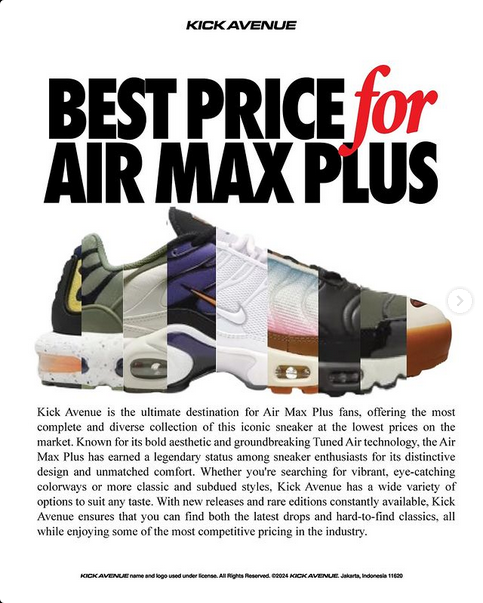 KICK AVENUE
BEST PRICE for
AIR MAX PLUS
Kick Avenue is the ultimate destination for Air Max Plus fans, offering the most
complete and diverse collection of this iconic sneaker at the lowest prices on the
market. Known for its bold aesthetic and groundbreaking Tuned Air technology, the Air
Max Plus has earned a legendary status among sneaker enthusiasts for its distinctive
design and unmatched comfort. Whether you're searching for vibrant, eye-catching
colorways or more classic and subdued styles, Kick Avenue has a wide variety of
options to suit any taste. With new releases and rare editions constantly available, Kick
Avenue ensures that you can find both the latest drops and hard-to-find classics, all
while enjoying some of the most competitive pricing in the industry.
KICK AVENUE name and logo used under license. All Rights Reserved. ©2024 KICK AVENUE. Jakarta, Indonesia 11620